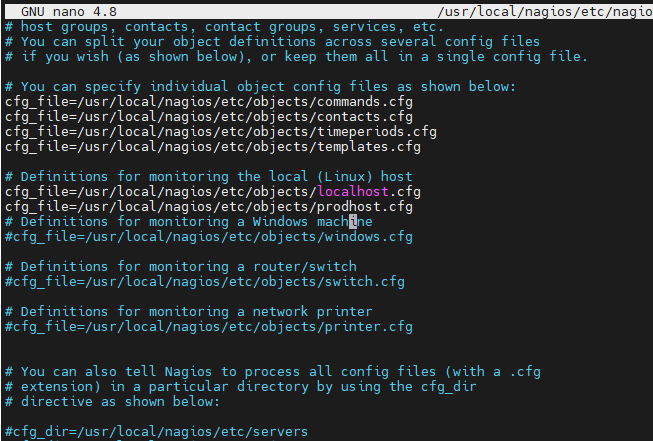 GNU nano 4.8 /usr/local/nagios/etc/nagio
# host groups, contacts, contact groups, services, etc.
# You can split your object definitions across several config files
# if you wish (as shown below), or keep them all in a single config file.
# You can specify individual object config files as shown below:
cfg_file=/usr/local/nagios/etc/objects/commands.cfg
cfg_file=/usr/local/nagios/etc/objects/contacts.cfg
cfg_file=/usr/local/nagios/etc/objects/timeperiods.cfg
cfg_file=/usr/local/nagios/etc/objects/templates.cfg
# Definitions for monitoring the local (Linux) host
cfg_file=/usr/local/nagios/etc/objects/localhost.cfg
cfg_file=/usr/local/nagios/etc/objects/prodhost.cfg
# Definitions for monitoring a Windows machine
#cfg_file=/usr/local/nagios/etc/objects/windows.cfg
# Definitions for monitoring a router/switch
#cfg_file=/usr/local/nagios/etc/objects/switch.cfg
# Definitions for monitoring a network printer
#cfg_file=/usr/local/nagios/etc/objects/printer.cfg
# You can also tell Nagios to process all config files (with a .cfg
# extension) in a particular directory by using the cfg_dir
# directive as shown below:
#cfg_dir=/usr/local/nagios/etc/servers